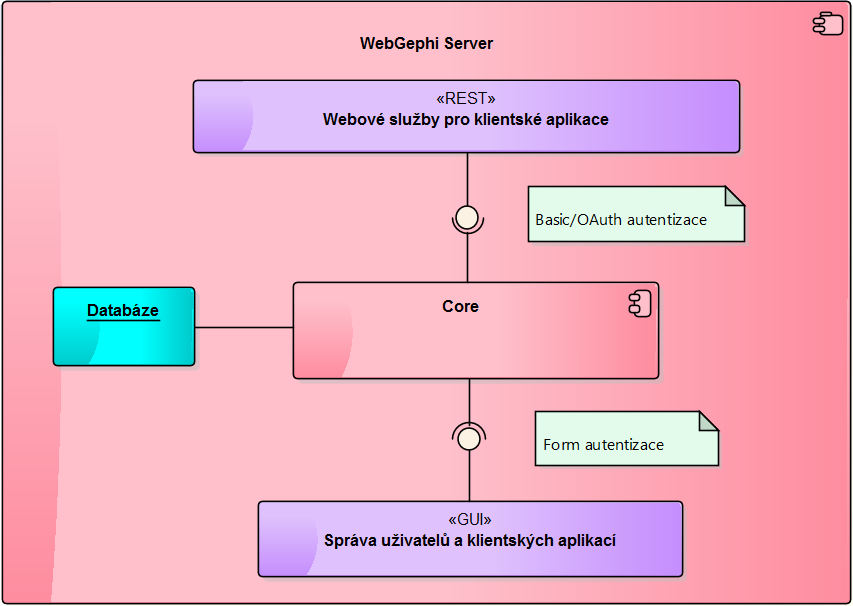 WebGephi Server
«REST»
Webové služby pro klientské aplikace
Basic/OAuth autentizace
Databáze
Core
Form autentizace
«GUI»
Správa uživatelů a klientských aplikací